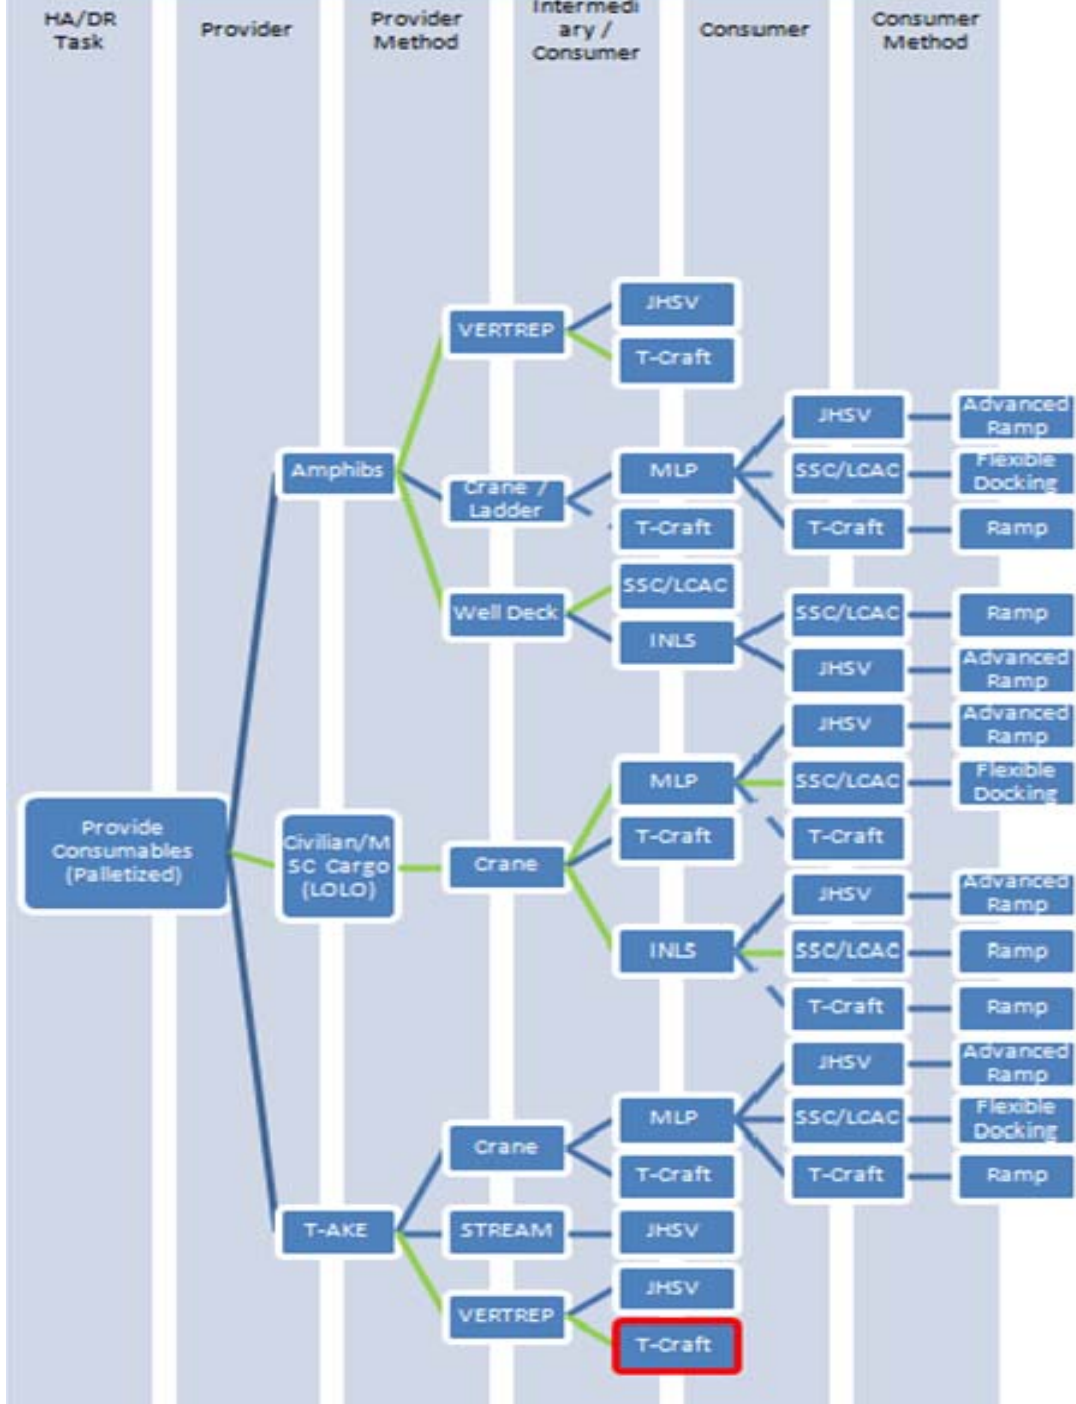 HA/DR
Task
Provider
Provider
Method
Intermedi
ary /
Consumer
Consumer
Consumer
Method
JHSV
VERTREP
T-Craft
JHSV
Advanced
Ramp
Amphibs
MLP
SSC/LCAC
Flexible
Docking
Crane /
Ladder
T-Craft
T-Craft
Ramp
SSC/LCAC
Well Deck
SSC/LCAC
Ramp
INLS
JHSV
Advanced
Ramp
JHSV
Advanced
Ramp
MLP
SSC/LCAC
Flexible
Docking
Provide
Consumables
(Palletized)
Civilian/M
SC Cargo
(LOLO)
Crane
T-Craft
T-Craft
JHSV
Advanced
Ramp
INLS
SSC/LCAC
Ramp
T-Craft
Ramp
JHSV
Advanced
Ramp
MLP
SSC/LCAC
Flexible
Docking
Crane
T-Craft
T-Craft
Ramp
T-AKE
STREAM
JHSV
JHSV
VERTREP
T-Craft